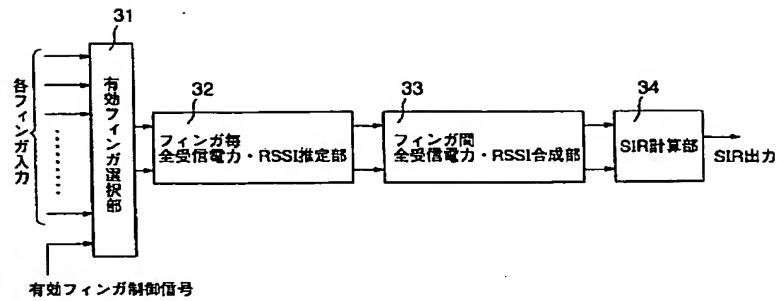 31
各フィンガ入力
有効フィンガ選択部
32
フィンガ毎
全受信電力・RSSI推定部
33
フィンガ間
全受信電力・RSSI合成部
34
SIR計算部
SIR出力
有効フィンガ制御信号